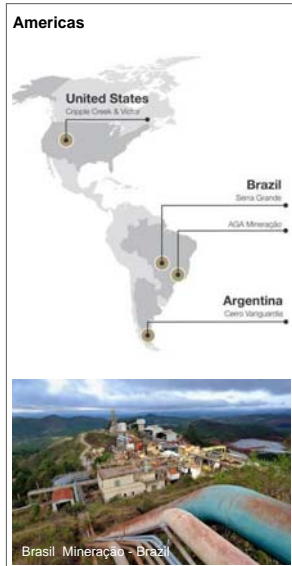 Americas
United States
Cripple Creek & Victor
Brazil
Serra Grande
AGA Mineração
Argentina
Cerro Vanguardia
Brasil Mineração - Brazil